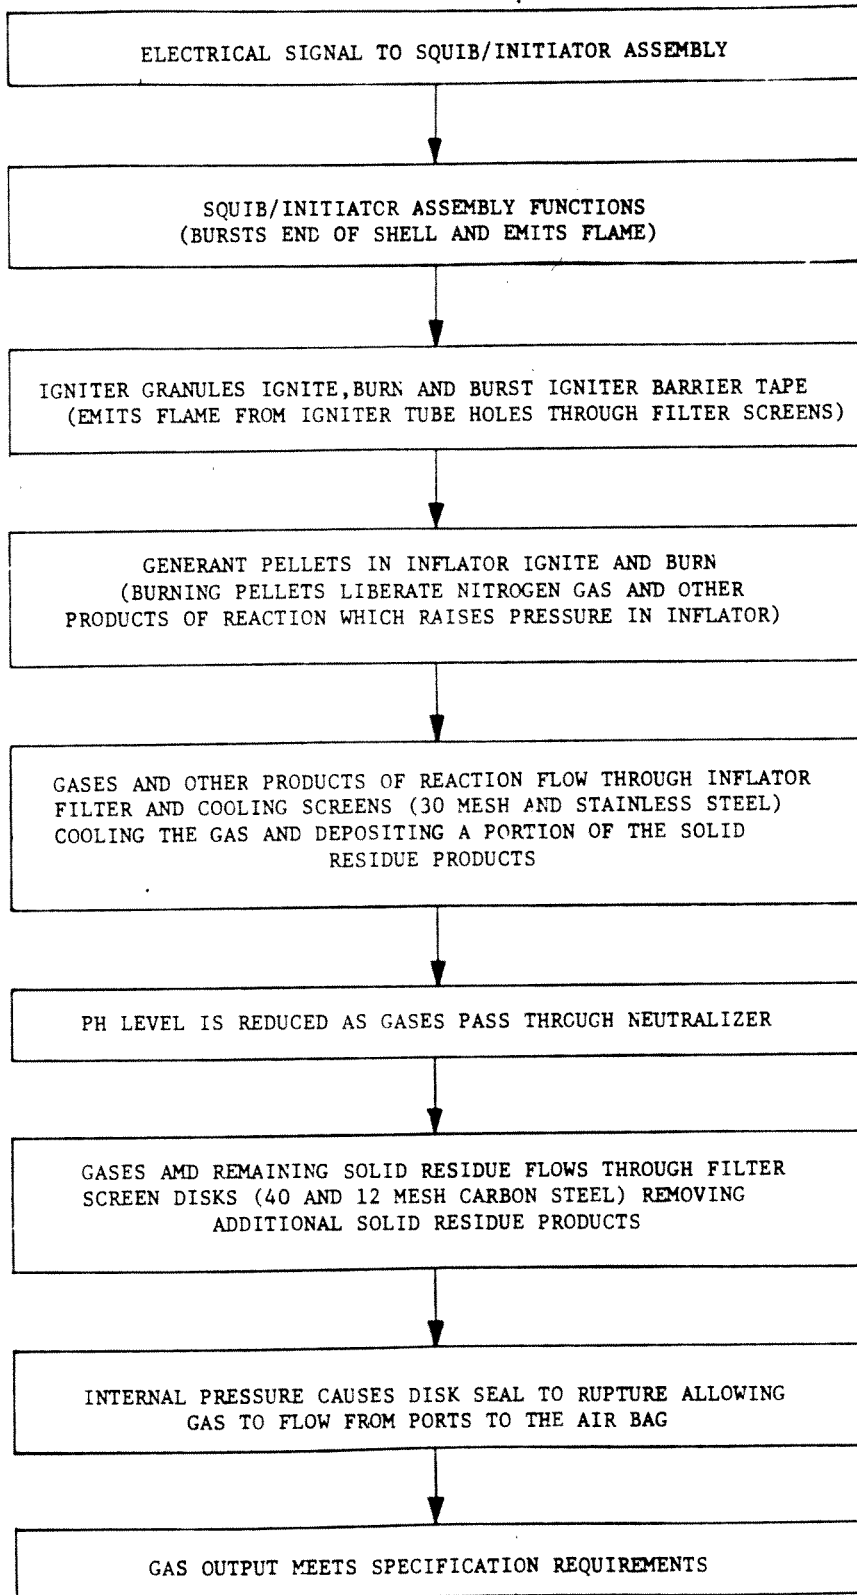 ELECTRICAL SIGNAL TO SQUIB/INITIATOR ASSEMBLY
SQUIB/INITIATOR ASSEMBLY FUNCTIONS
(BURSTS END OF SHELL AND EMITS FLAME)
IGNITER GRANULES IGNITE,BURN AND BURST IGNITER BARRIER TAPE
(EMITS FLAME FROM IGNITER TUBE HOLES THROUGH FILTER SCREENS)
GENERANT PELLETS IN INFLATOR IGNITE AND BURN
(BURNING PELLETS LIBERATE NITROGEN GAS AND OTHER
PRODUCTS OF REACTION WHICH RAISES PRESSURE IN INFLATOR)
GASES AND OTHER PRODUCTS OF REACTION FLOW THROUGH INFLATOR
FILTER AND COOLING SCREENS (30 MESH AND STAINLESS STEEL)
COOLING THE GAS AND DEPOSITING A PORTION OF THE SOLID
RESIDUE PRODUCTS
PH LEVEL IS REDUCED AS GASES PASS THROUGH NEUTRALIZER
GASES AMD REMAINING SOLID RESIDUE FLOWS THROUGH FILTER
SCREEN DISKS (40 AND 12 MESH CARBON STEEL) REMOVING
ADDITIONAL SOLID RESIDUE PRODUCTS
INTERNAL PRESSURE CAUSES DISK SEAL TO RUPTURE ALLOWING
GAS TO FLOW FROM PORTS TO THE AIR BAG
GAS OUTPUT MEETS SPECIFICATION REQUIREMENTS